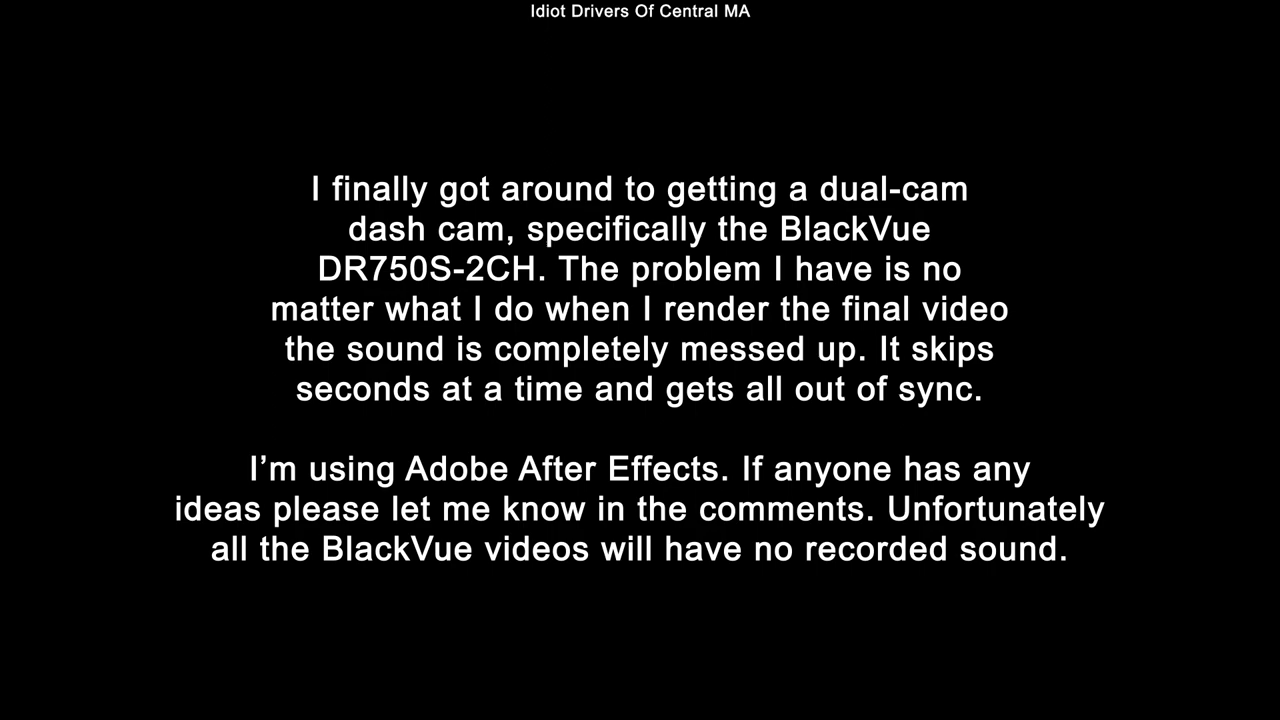 Idiot Drivers Of Central MA
I finally got around to getting a dual-cam
dash cam, specifically the BlackVue
DR750S-2CH. The problem I have is no
matter what I do when I render the final video
the sound is completely messed up. It skips
seconds at a time and gets all out of sync.
I’m using Adobe After Effects. If anyone has any
ideas please let me know in the comments. Unfortunately
all the BlackVue videos will have no recorded sound.